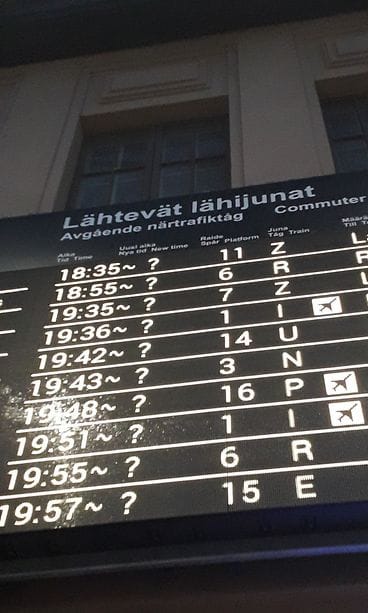 Lähtevät lähijunat
Avgående närtrafiktåg Commuter
Aika Uusi aika Raide Juna
Tid Time Nya tid New time Spår Platform Tåg Train
18:35~ ? 11 Z
18:55~ ? 6 R
19:35~ ? 7 Z
19:36~ ? 1 I
19:42~ ? 14 U
19:43~ ? 3 N
19:48~ ? 16 P
19:51~ ? 1 I
19:55~ ? 6 R
19:57~ ? 15 E